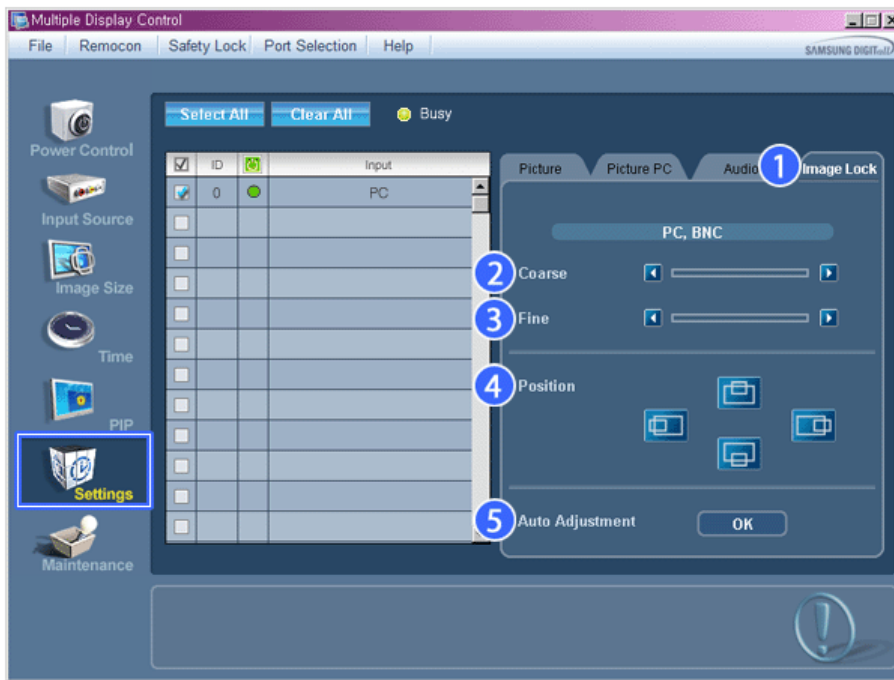 Multiple Display Control
File Remocon Safety Lock Port Selection Help
SAMSUNG DIGITall
Select All Clear All Busy
Power Control
Input Source
Image Size
Time
PIP
Settings
Maintenance
ID Input
0 PC
Picture Picture PC Audio 1 Image Lock
PC, BNC
2 Coarse
3 Fine
4 Position
5 Auto Adjustment OK